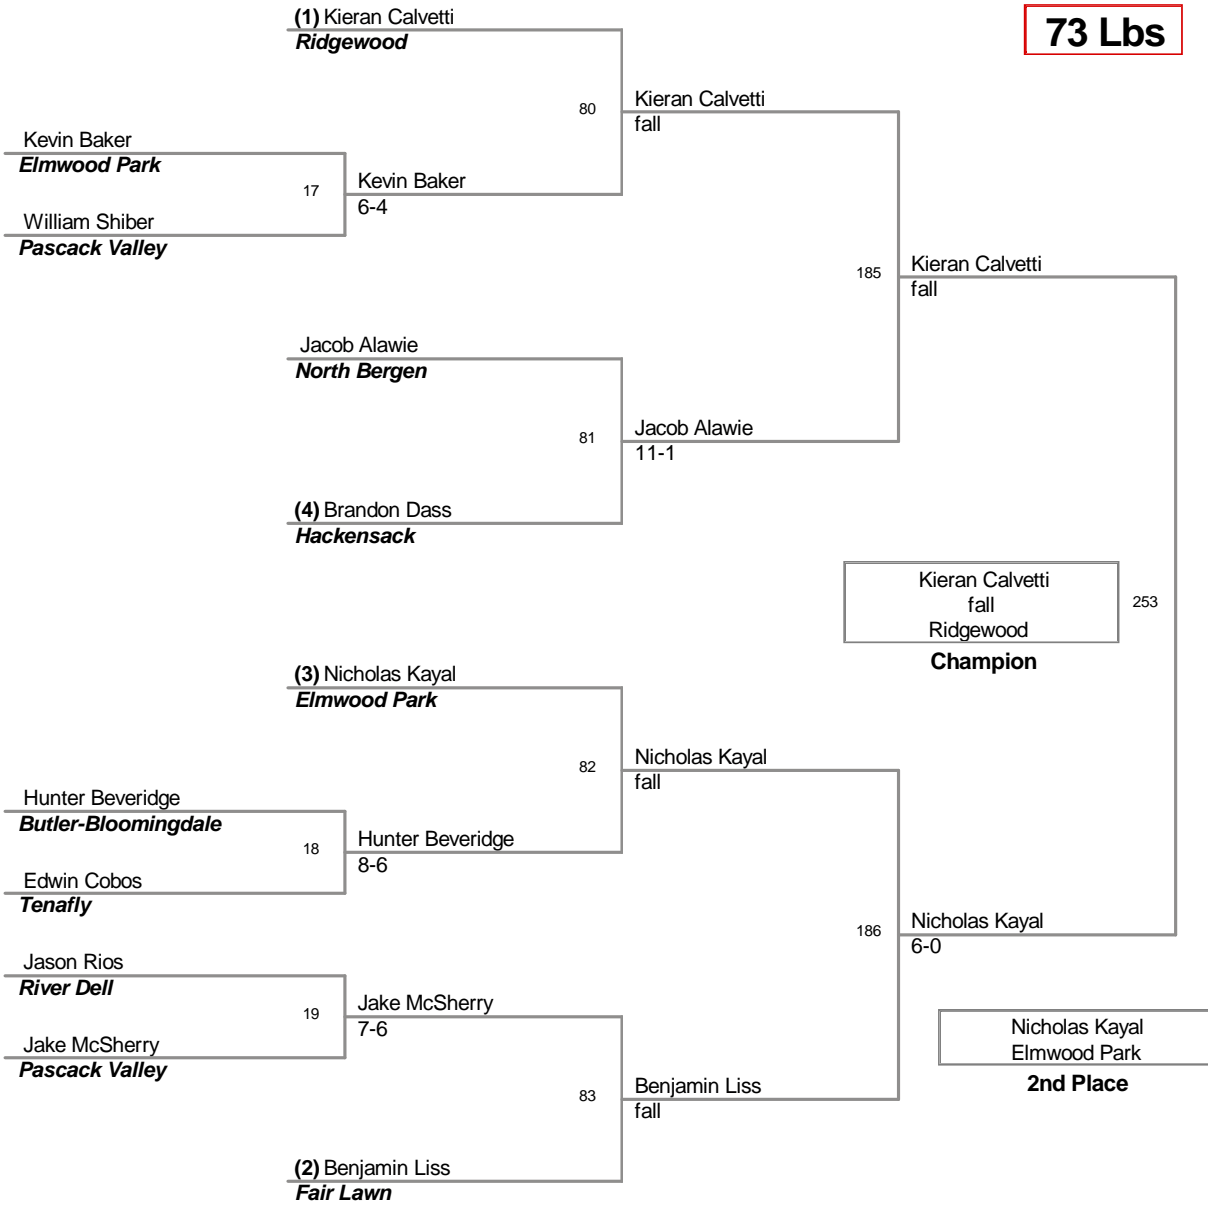 (1) Kieran Calvetti
Ridgewood
73 Lbs
80
Kieran Calvetti
fall
Kevin Baker
Elmwood Park
17
Kevin Baker
6-4
William Shiber
Pascack Valley
185
Kieran Calvetti
fall
Jacob Alawie
North Bergen
81
Jacob Alawie
11-1
(4) Brandon Dass
Hackensack
Kieran Calvetti
fall
Ridgewood
253
Champion
(3) Nicholas Kayal
Elmwood Park
82
Nicholas Kayal
fall
Hunter Beveridge
Butler-Bloomingdale
18
Hunter Beveridge
8-6
Edwin Cobos
Tenafly
186
Nicholas Kayal
6-0
Jason Rios
River Dell
19
Jake McSherry
7-6
Jake McSherry
Pascack Valley
Nicholas Kayal
Elmwood Park
2nd Place
83
Benjamin Liss
fall
(2) Benjamin Liss
Fair Lawn